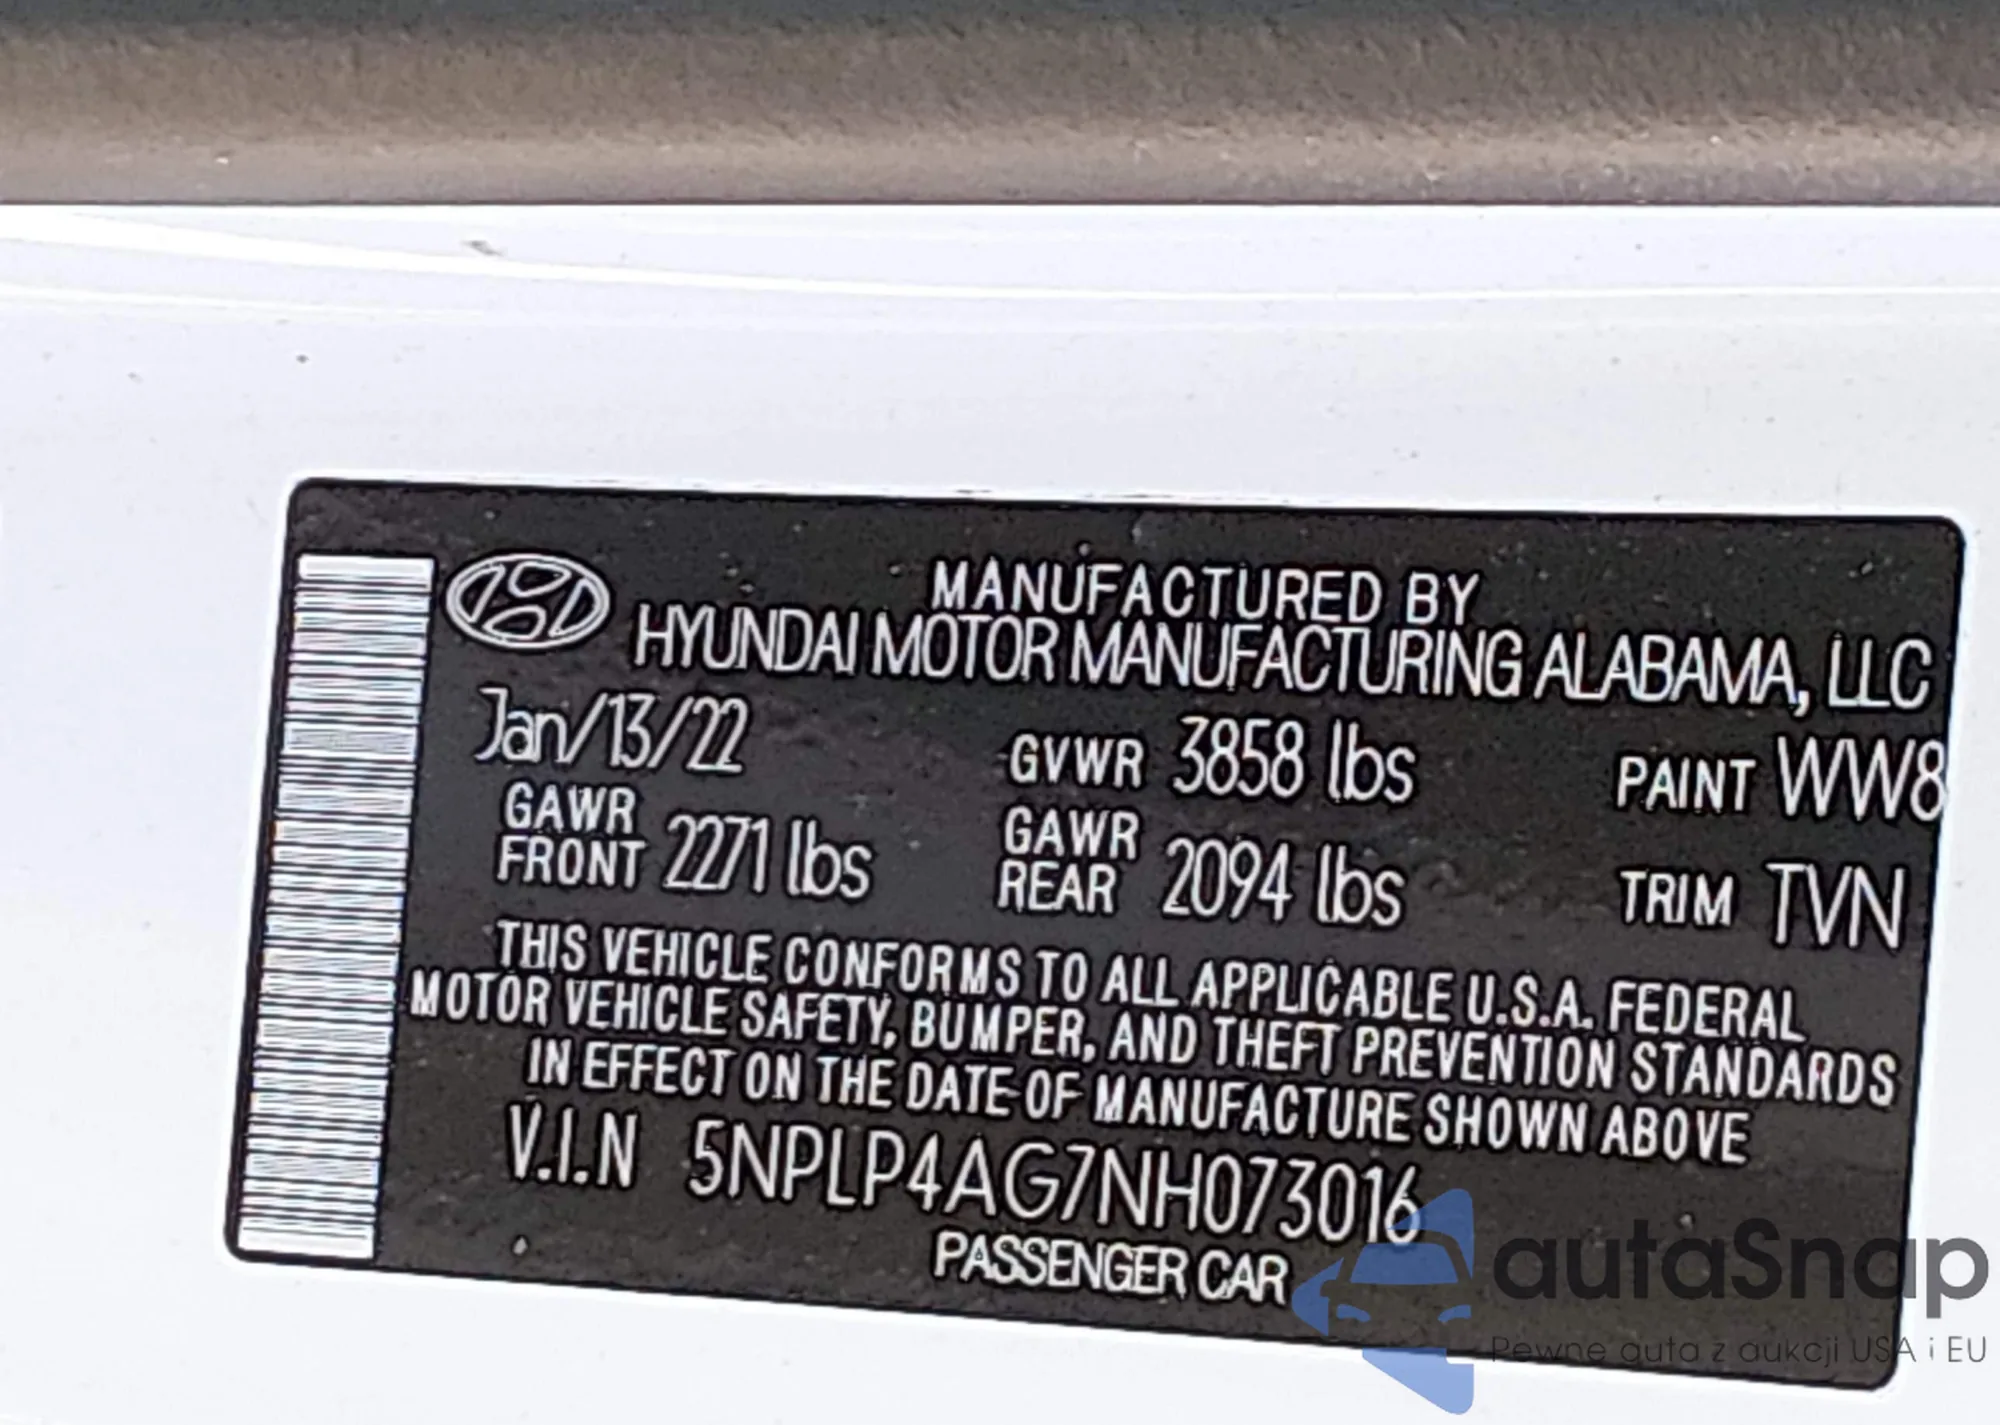 MANUFACTURED BY
HYUNDAI MOTOR MANUFACTURING ALABAMA, LLC
Jan/13/22 GVWR 3858 lbs PAINT WW8
GAWR FRONT 2271 lbs GAWR REAR 2094 lbs TRIM TVN
THIS VEHICLE CONFORMS TO ALL APPLICABLE U.S.A. FEDERAL
MOTOR VEHICLE SAFETY, BUMPER, AND THEFT PREVENTION STANDARDS
IN EFFECT ON THE DATE OF MANUFACTURE SHOWN ABOVE
V.I.N 5NPLP4AG7NH073016
PASSENGER CAR
autaSnap
Pewne auta z aukcji USA i EU